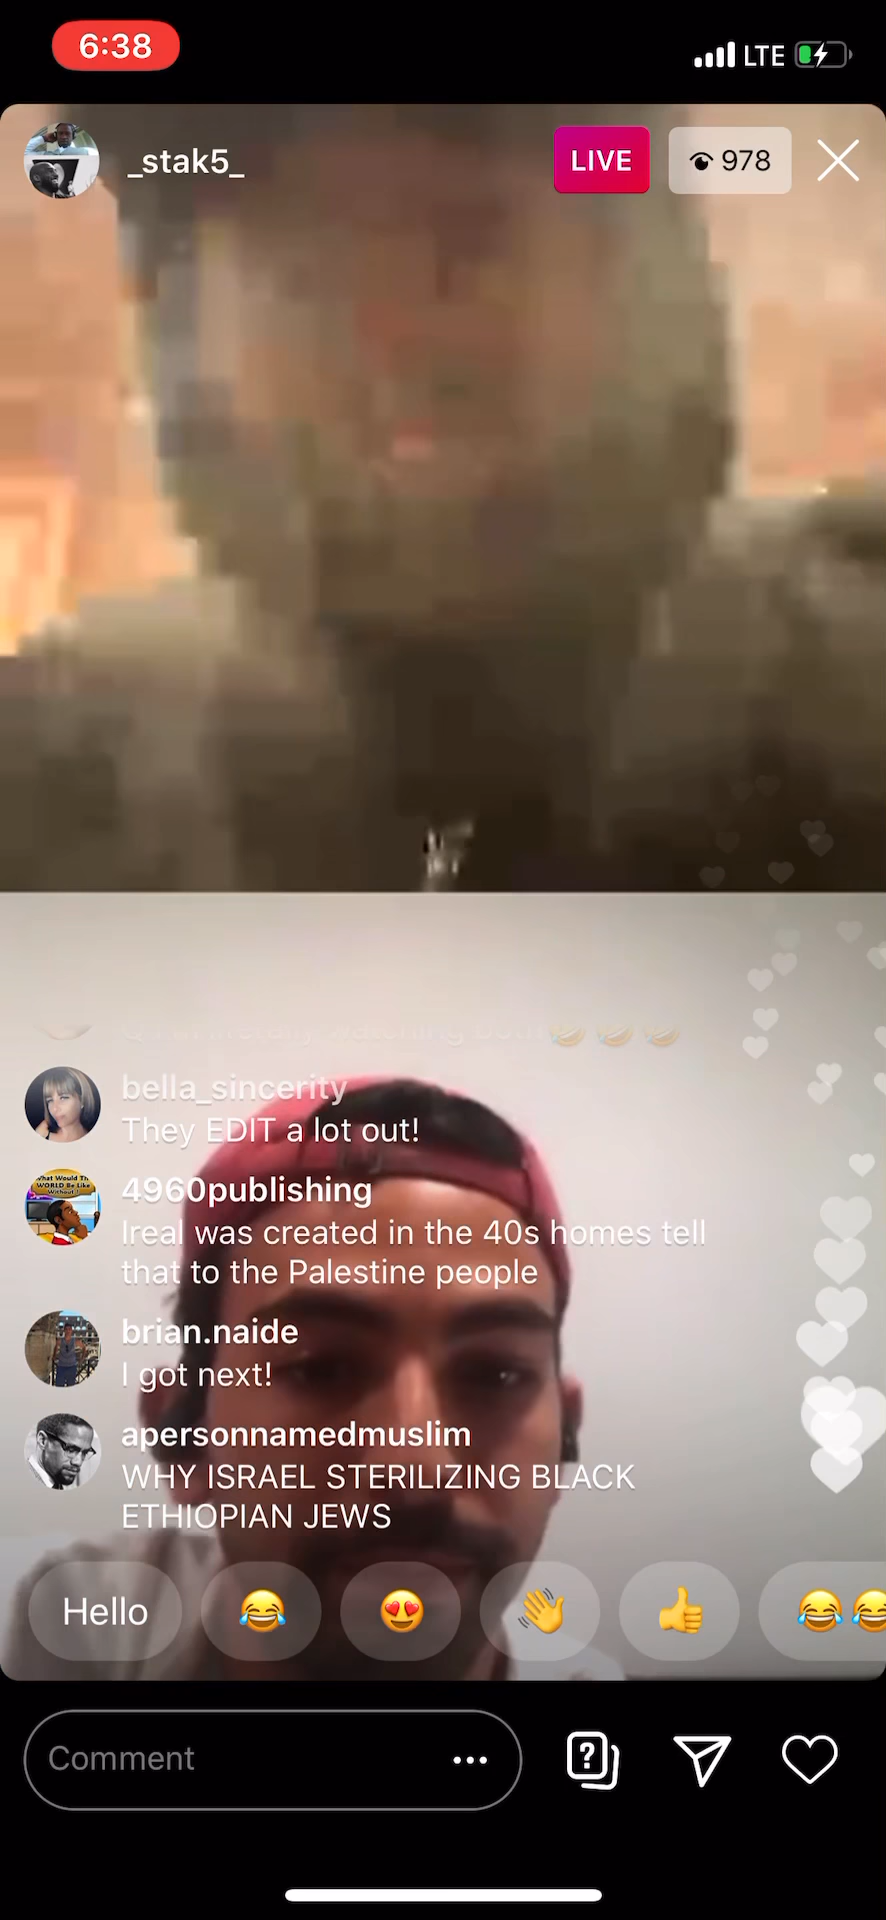 6:38
LTE
_stak5_
LIVE
978
bella_sincerity
They EDIT a lot out!
4960publishing
Ireal was created in the 40s homes tell
that to the Palestine people
brian.naide
I got next!
apersonnamedmuslim
WHY ISRAEL STERILIZING BLACK
ETHIOPIAN JEWS
Hello
Comment